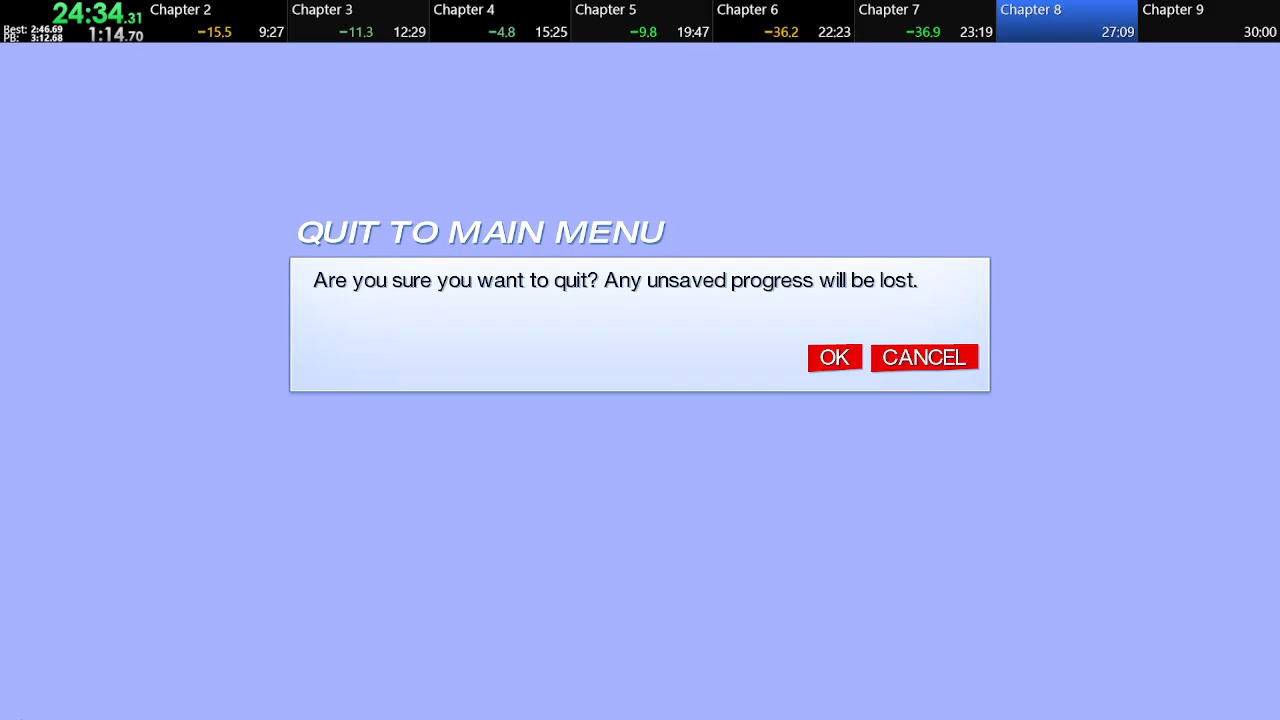 24:34.31
Best: 2:46.69
PB: 3:12.68
1:14.70
Chapter 2
-15.5 9:27
Chapter 3
-11.3 12:29
Chapter 4
-4.8 15:25
Chapter 5
-9.8 19:47
Chapter 6
-36.2 22:23
Chapter 7
-36.9 23:19
Chapter 8
27:09
Chapter 9
30:00
QUIT TO MAIN MENU
Are you sure you want to quit? Any unsaved progress will be lost.
OK CANCEL